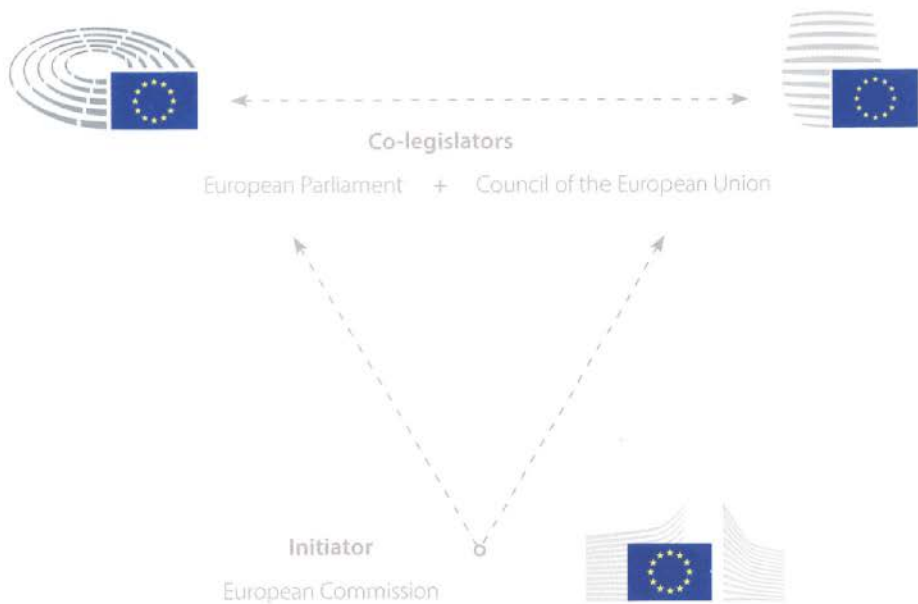 Co-legislators
European Parliament + Council of the European Union
Initiator
European Commission